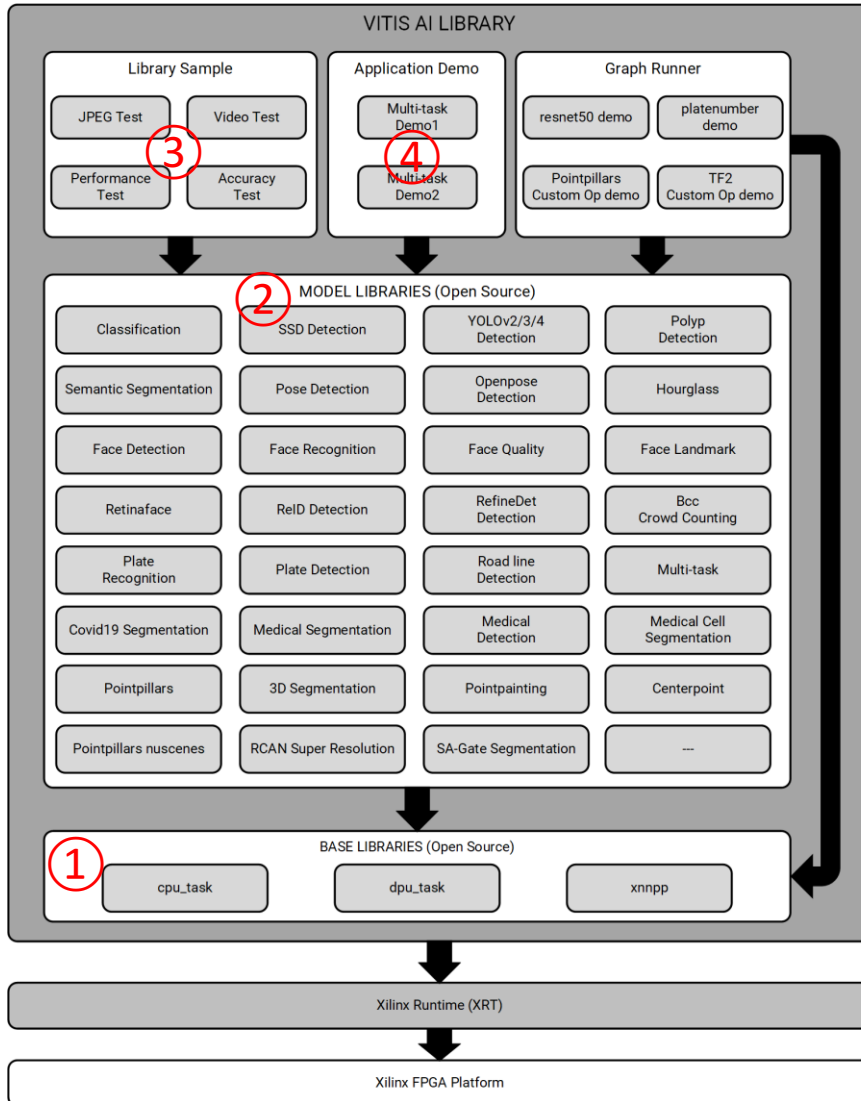 VITIS AI LIBRARY
Library Sample
JPEG Test
Video Test
③
Performance
Test
Accuracy
Test
Application Demo
Multi-task
Demo1
④
Multi-task
Demo2
Graph Runner
resnet50 demo
platenumber
demo
Pointpillars
Custom Op demo
TF2
Custom Op demo
②
MODEL LIBRARIES (Open Source)
Classification
SSD Detection
YOLOv2/3/4
Detection
Polyp
Detection
Semantic Segmentation
Pose Detection
Openpose
Detection
Hourglass
Face Detection
Face Recognition
Face Quality
Face Landmark
Retinaface
ReID Detection
RefineDet
Detection
Bcc
Crowd Counting
Plate
Recognition
Plate Detection
Road line
Detection
Multi-task
Covid19 Segmentation
Medical Segmentation
Medical
Detection
Medical Cell
Segmentation
Pointpillars
3D Segmentation
Pointpainting
Centerpoint
Pointpillars nuscenes
RCAN Super Resolution
SA-Gate Segmentation
---
①
BASE LIBRARIES (Open Source)
cpu_task
dpu_task
xnnpp
Xilinx Runtime (XRT)
Xilinx FPGA Platform